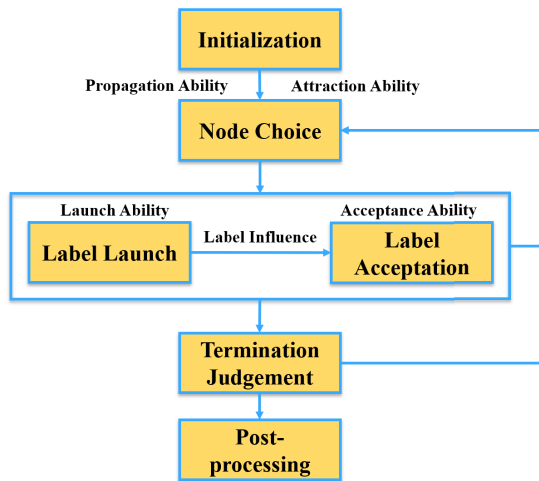 Initialization
Propagation Ability
Attraction Ability
Node Choice
Launch Ability
Acceptance Ability
Label Launch
Label Influence
Label
Acceptation
Termination
Judgement
Post-
processing